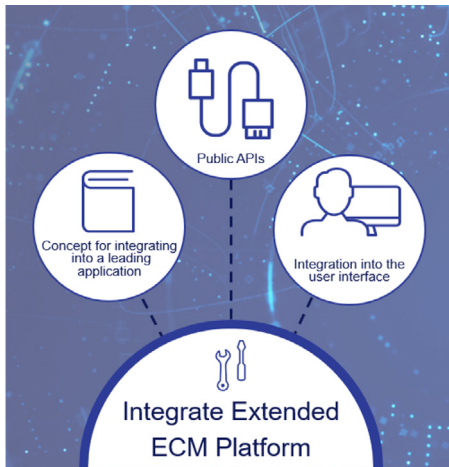 Public APIs
Concept for integrating
into a leading
application
Integration into the
user interface
Integrate Extended
ECM Platform